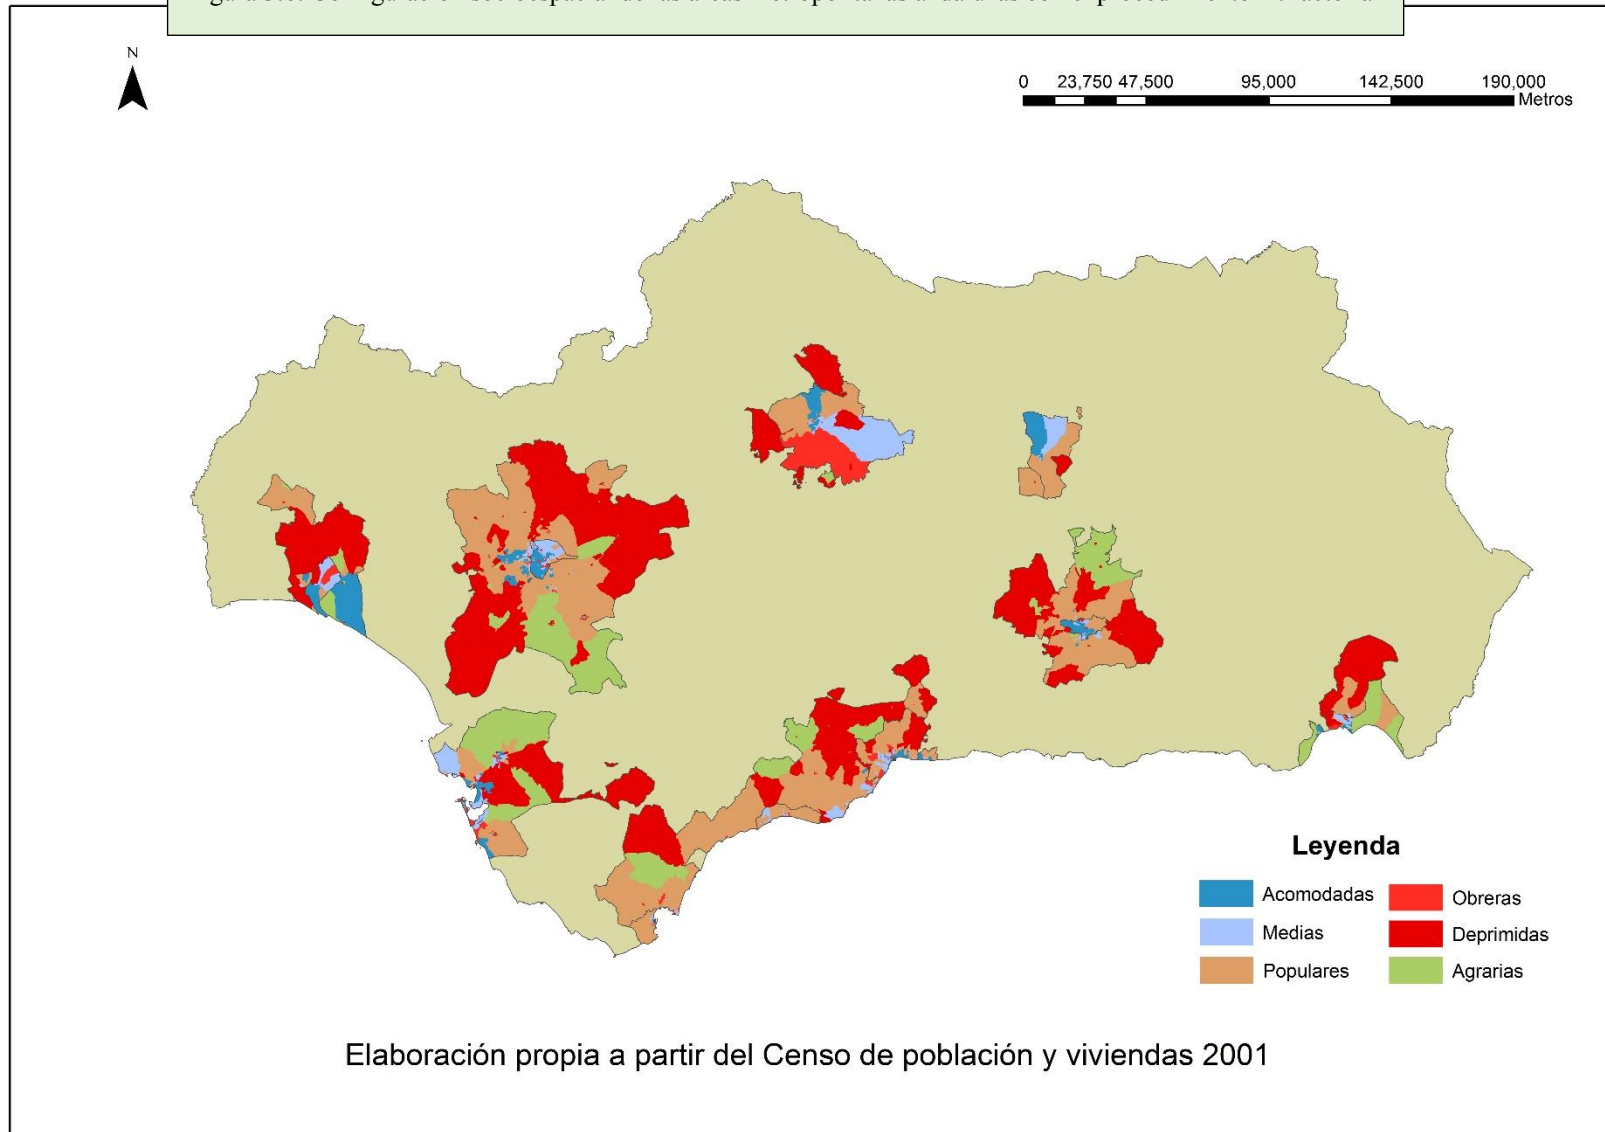 N
0 23,750 47,500 95,000 142,500 190,000
Metros
Leyenda
Acomodadas
Medias
Populares
Obreras
Deprimidas
Agrarias
Elaboración propia a partir del Censo de población y viviendas 2001